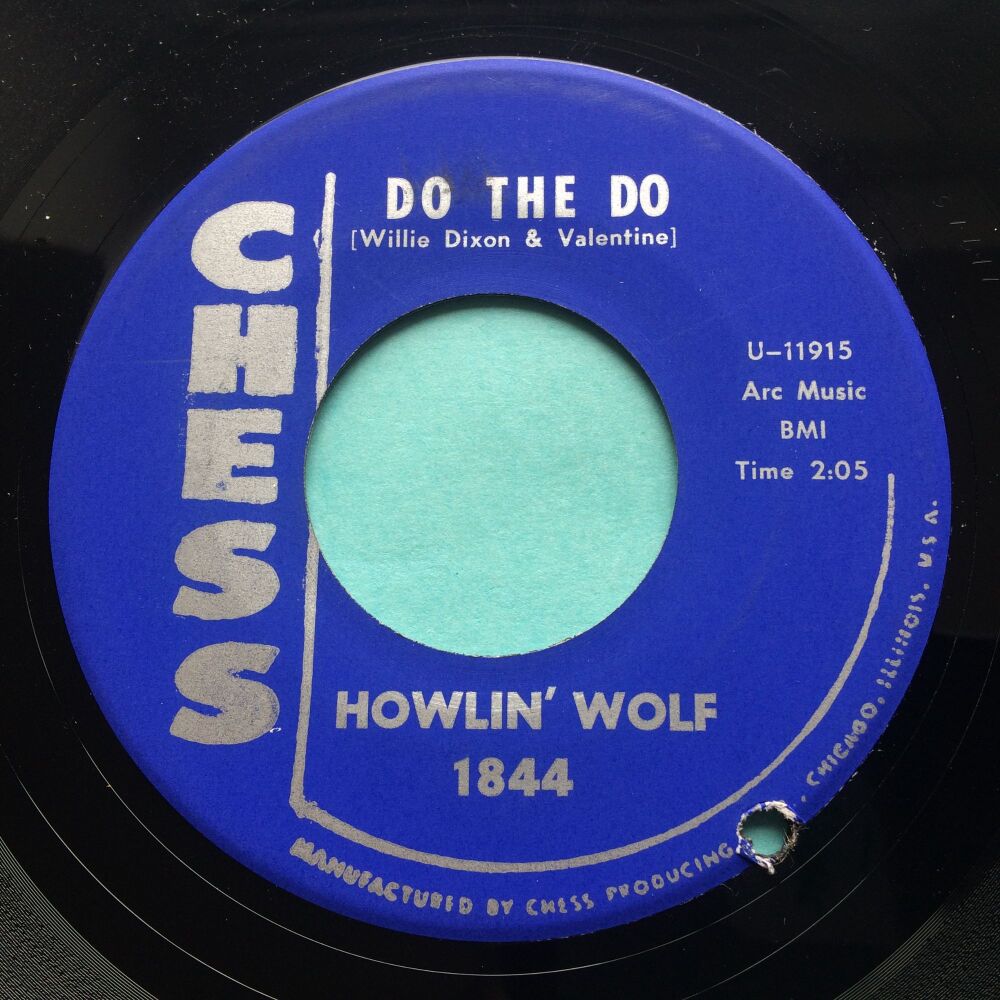 CHESS
DO THE DO
[Willie Dixon & Valentine]
U-11915
Arc Music
BMI
Time 2:05
HOWLIN' WOLF
1844
MANUFACTURED BY CHESS PRODUCING , CHICAGO, ILLINOIS, U.S.A.